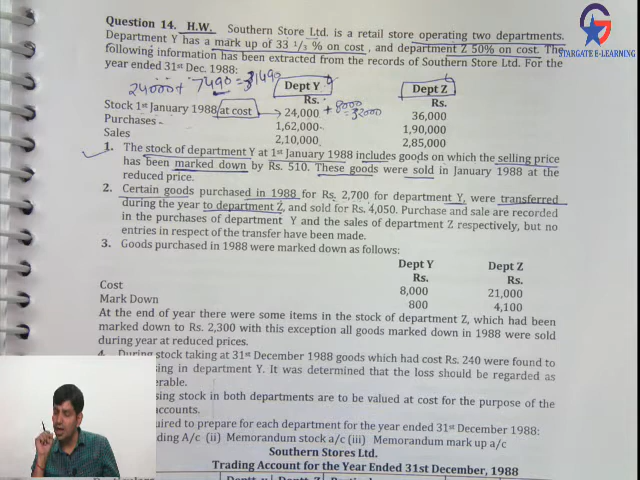 Question 14. H.W. Southern Store Ltd. is a retail store operating two departments.
Department Y has a mark up of 33 1/3 % on cost, and department Z 50% on cost. The
following information has been extracted from the records of Southern Store Ltd. For the
year ended 31st Dec. 1988:
STARGATE E-LEARNING
24000+ 7490 = 31490
Dept Y Dept Z
Rs. Rs.
Stock 1st January 1988 at cost 24,000 + 8000 = 32000 36,000
Purchases 1,62,000 1,90,000
Sales 2,10,000 2,85,000
1. The stock of department Y at 1st January 1988 includes goods on which the selling price
has been marked down by Rs. 510. These goods were sold in January 1988 at the
reduced price.
2. Certain goods purchased in 1988 for Rs. 2,700 for department Y, were transferred
during the year to department Z, and sold for Rs. 4,050. Purchase and sale are recorded
in the purchases of department Y and the sales of department Z respectively, but no
entries in respect of the transfer have been made.
3. Goods purchased in 1988 were marked down as follows:
Dept Y Dept Z
Rs. Rs.
Cost 8,000 21,000
Mark Down 800 4,100
At the end of year there were some items in the stock of department Z, which had been
marked down to Rs. 2,300 with this exception all goods marked down in 1988 were sold
during year at reduced prices.
4. During stock taking at 31st December 1988 goods which had cost Rs. 240 were found to
sing in department Y. It was determined that the loss should be regarded as
erable.
sing stock in both departments are to be valued at cost for the purpose of the
accounts.
uired to prepare for each department for the year ended 31st December 1988:
ding A/c (ii) Memorandum stock a/c (iii) Memorandum mark up a/c
Southern Stores Ltd.
Trading Account for the Year Ended 31st December, 1988